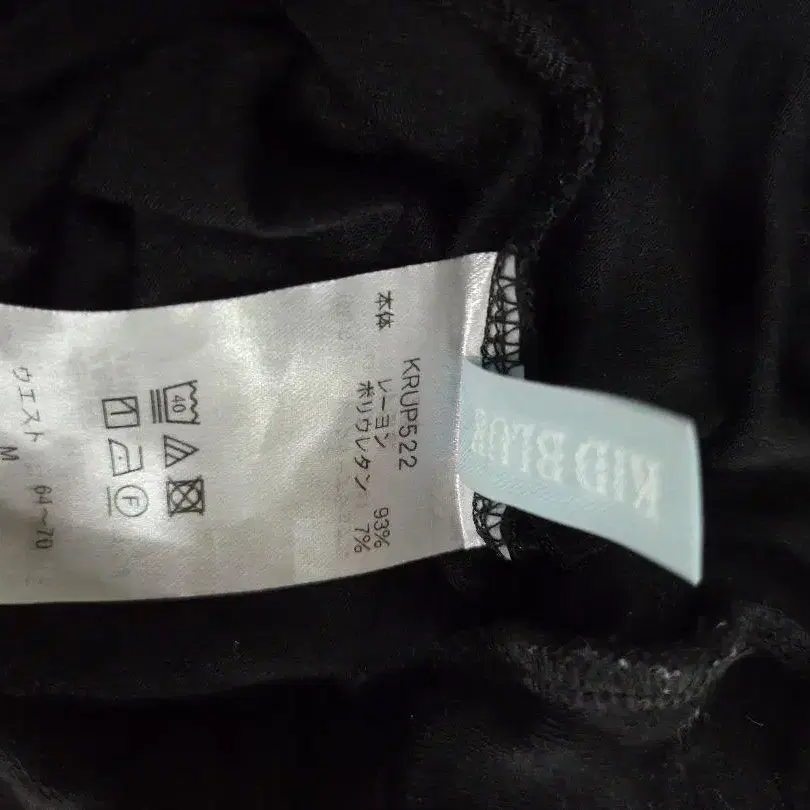 KRUP522
本体 レーヨン 93%
ポリウレタン 7%
40
F
ウエスト 64~70
M
KID BLUE